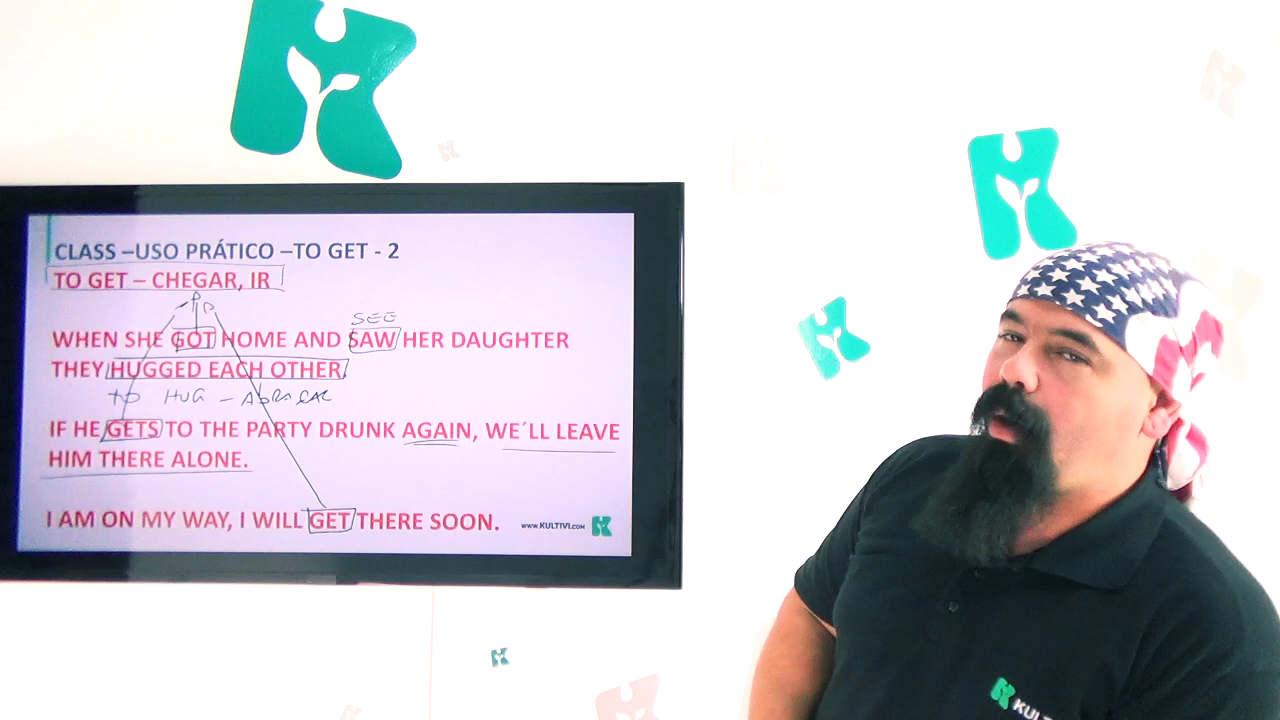 CLASS –USO PRÁTICO –TO GET - 2
TO GET – CHEGAR, IR
SEE
WHEN SHE GOT HOME AND SAW HER DAUGHTER
THEY HUGGED EACH OTHER.
TO HUG – ABRAÇAR
IF HE GETS TO THE PARTY DRUNK AGAIN, WE´LL LEAVE
HIM THERE ALONE.
I AM ON MY WAY, I WILL GET THERE SOON.
www.KULTIVI.com
KULT